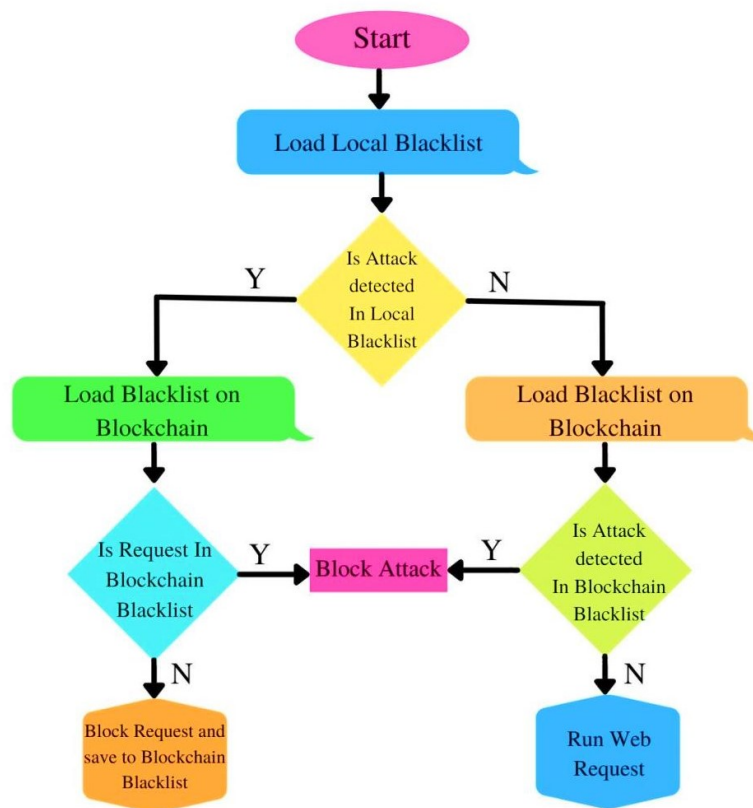 Start
Load Local Blacklist
Is Attack
detected
In Local
Blacklist
Y
N
Load Blacklist on
Blockchain
Load Blacklist on
Blockchain
Is Request In
Blockchain
Blacklist
Y
Block Attack
Y
Is Attack
detected
In Blockchain
Blacklist
N
N
Block Request and
save to Blockchain
Blacklist
Run Web
Request